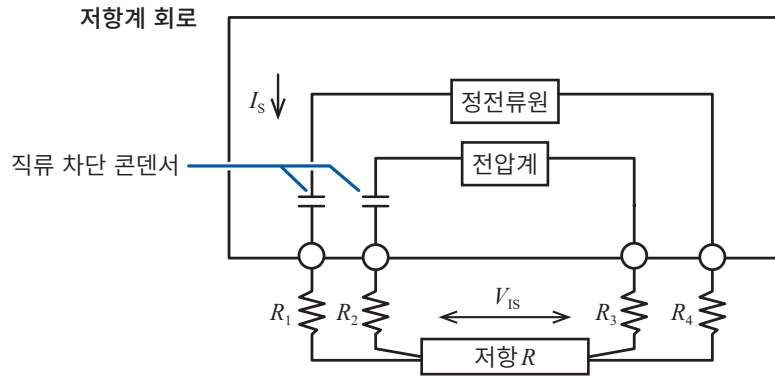 저항계 회로
I_S
정전류원
직류 차단 콘덴서
전압계
R_1
R_2
V_IS
R_3
R_4
저항 R